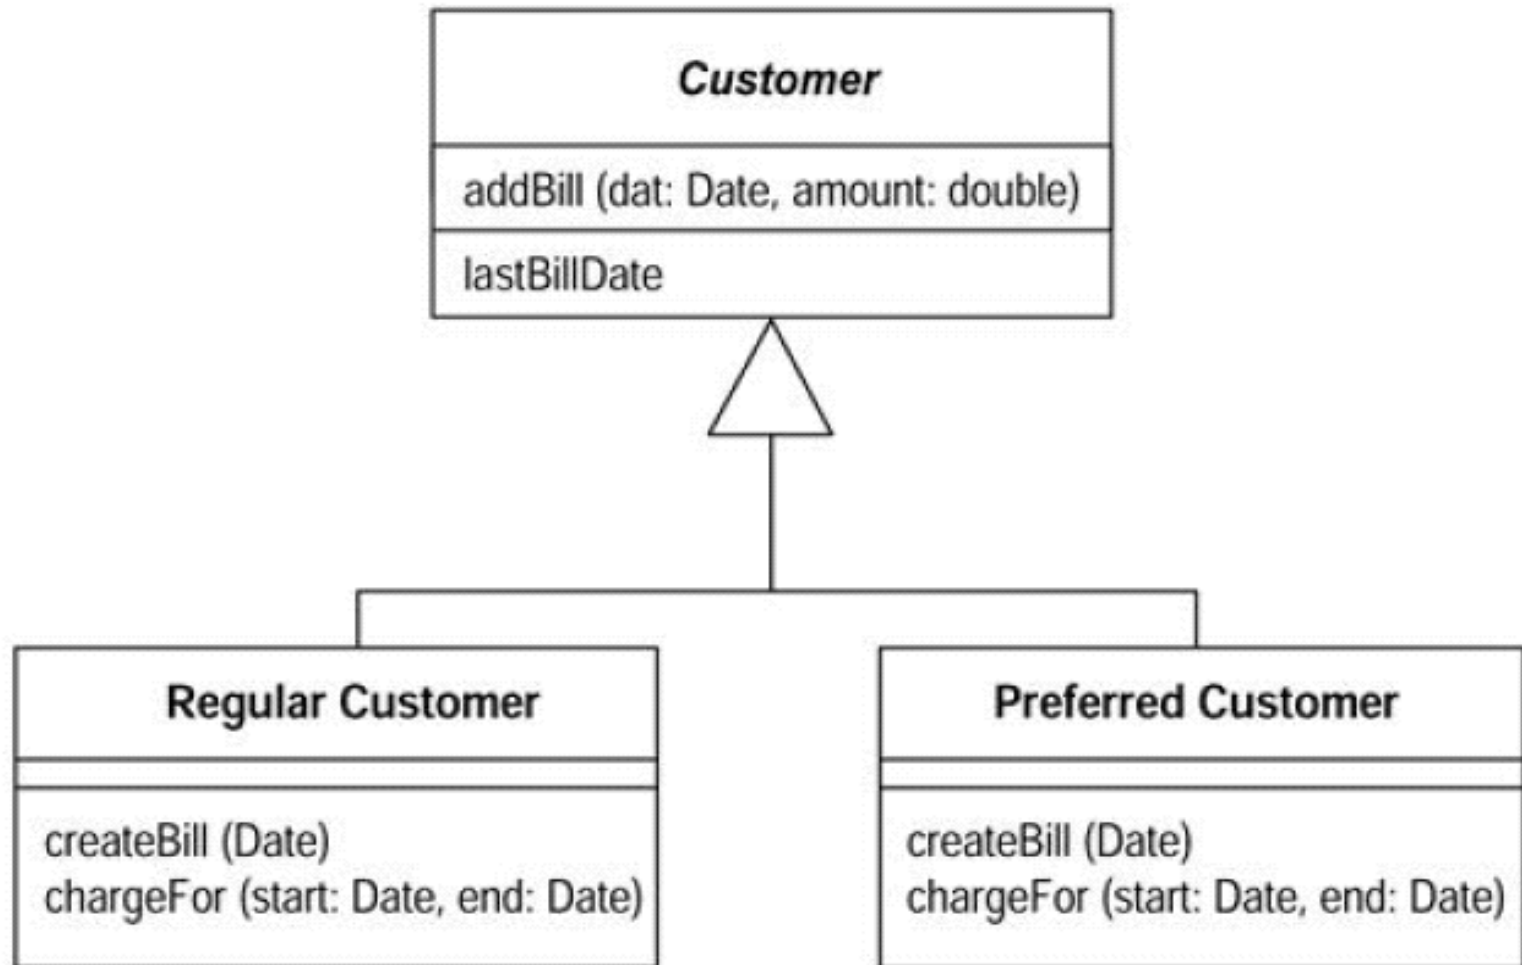 Customer
addBill (dat: Date, amount: double)
lastBillDate
Regular Customer
createBill (Date)
chargeFor (start: Date, end: Date)
Preferred Customer
createBill (Date)
chargeFor (start: Date, end: Date)